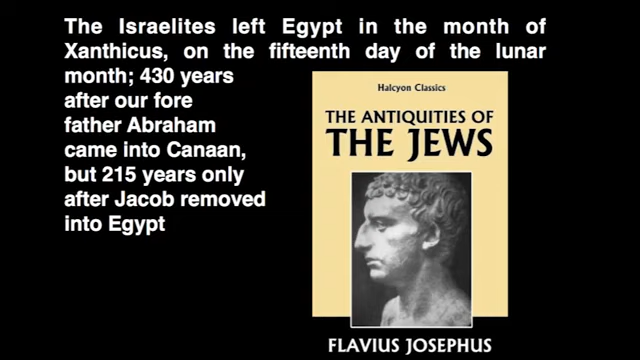 The Israelites left Egypt in the month of
Xanthicus, on the fifteenth day of the lunar
month; 430 years
after our fore
father Abraham
came into Canaan,
but 215 years only
after Jacob removed
into Egypt
Halcyon Classics
THE ANTIQUITIES OF
THE JEWS
FLAVIUS JOSEPHUS